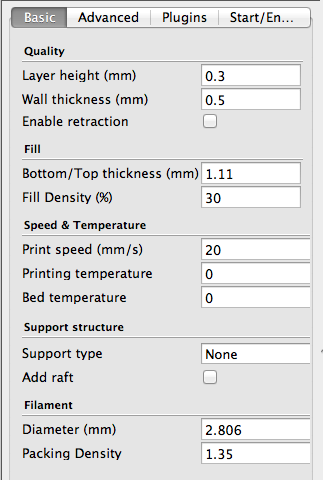 Basic Advanced Plugins Start/En...
Quality
Layer height (mm) 0.3
Wall thickness (mm) 0.5
Enable retraction
Fill
Bottom/Top thickness (mm) 1.11
Fill Density (%) 30
Speed & Temperature
Print speed (mm/s) 20
Printing temperature 0
Bed temperature 0
Support structure
Support type None
Add raft
Filament
Diameter (mm) 2.806
Packing Density 1.35